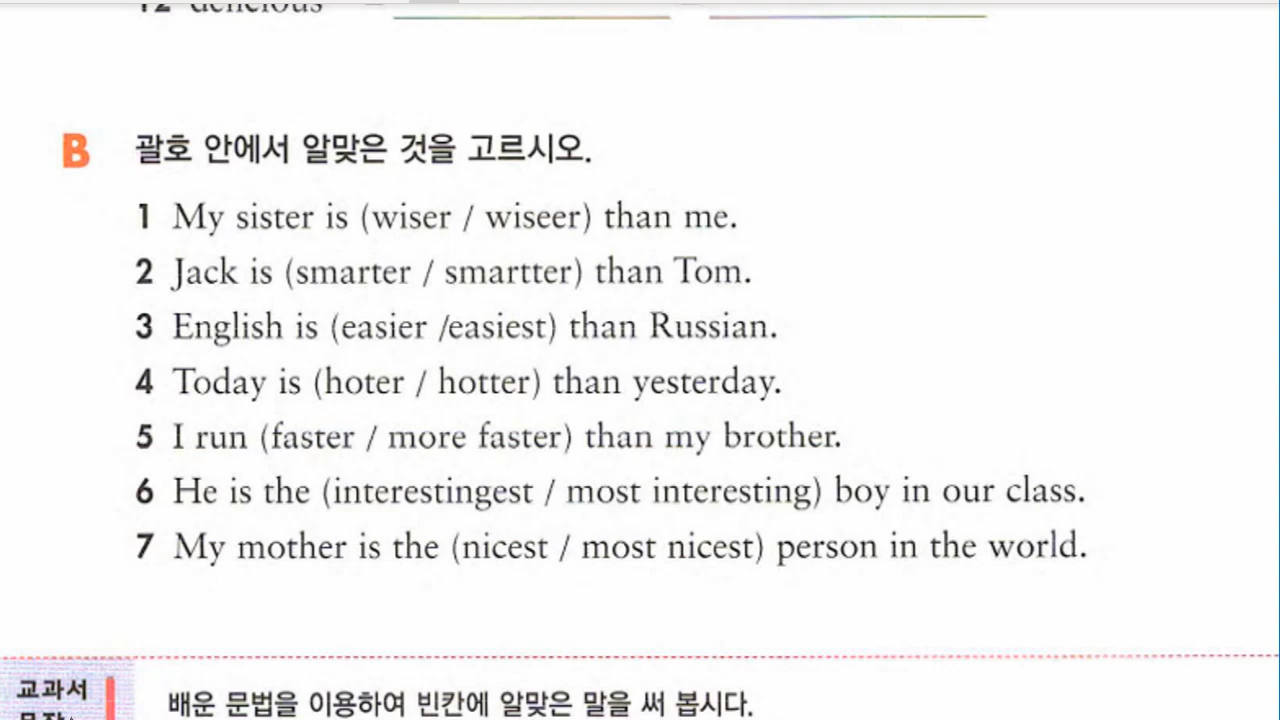 12 delicious
B 괄호 안에서 알맞은 것을 고르시오.
1 My sister is (wiser / wiseer) than me.
2 Jack is (smarter / smartter) than Tom.
3 English is (easier /easiest) than Russian.
4 Today is (hoter / hotter) than yesterday.
5 I run (faster / more faster) than my brother.
6 He is the (interestingest / most interesting) boy in our class.
7 My mother is the (nicest / most nicest) person in the world.
교과서
배운 문법을 이용하여 빈칸에 알맞은 말을 써 봅시다.